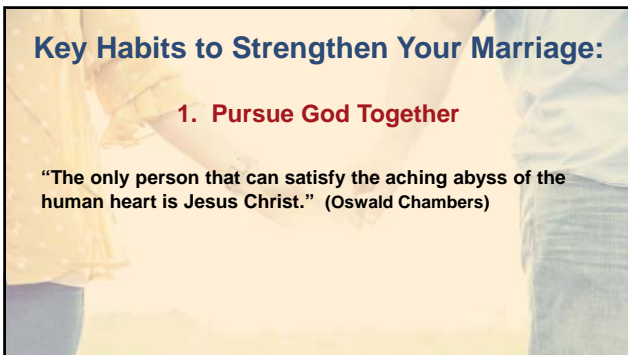 Key Habits to Strengthen Your Marriage:
1. Pursue God Together
“The only person that can satisfy the aching abyss of the
human heart is Jesus Christ.” (Oswald Chambers)